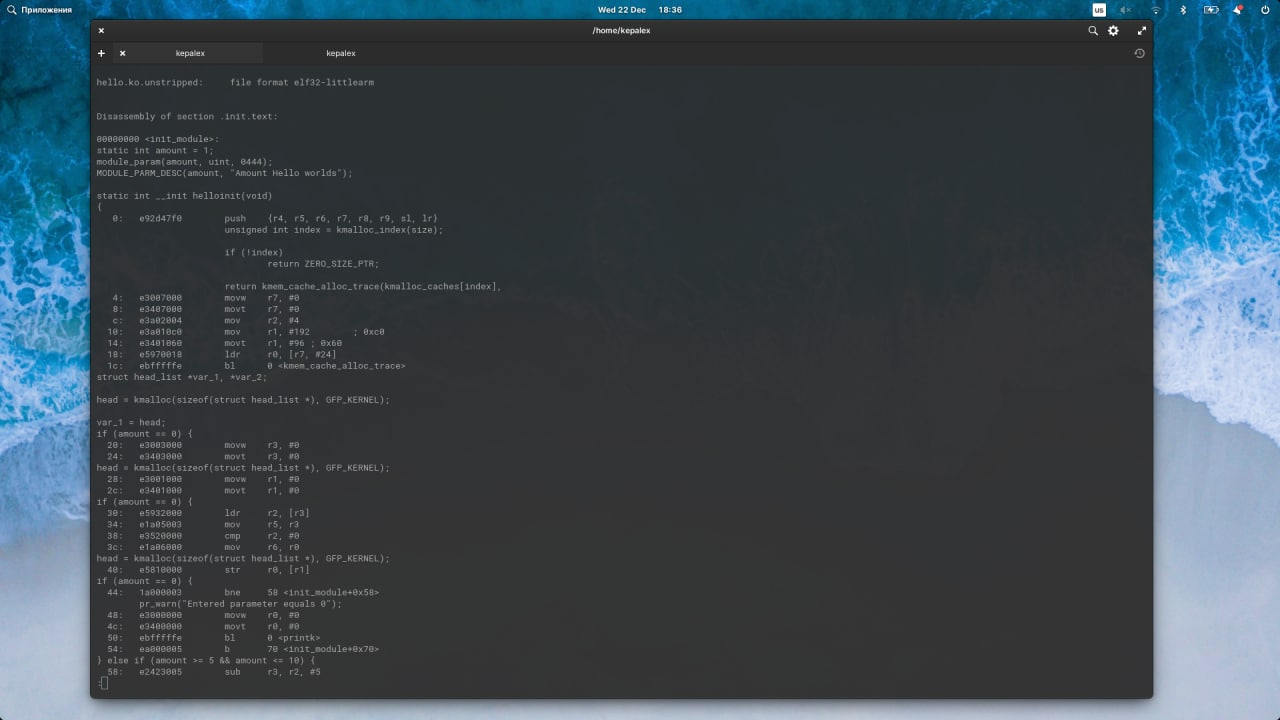 Приложения
Wed 22 Dec 18:36
us
/home/kepalex
kepalex
kepalex
hello.ko.unstripped:     file format elf32-littlearm
Disassembly of section .init.text:
00000000 <init_module>:
static int amount = 1;
module_param(amount, uint, 0444);
MODULE_PARM_DESC(amount, "Amount Hello worlds");
static int __init helloinit(void)
{
   0:   e92d47f0        push    {r4, r5, r6, r7, r8, r9, sl, lr}
                        unsigned int index = kmalloc_index(size);
                        if (!index)
                                return ZERO_SIZE_PTR;
                        return kmem_cache_alloc_trace(kmalloc_caches[index],
   4:   e3007000        movw    r7, #0
   8:   e3407000        movt    r7, #0
   c:   e3a02004        mov     r2, #4
  10:   e3a010c0        mov     r1, #192        ; 0xc0
  14:   e3401060        movt    r1, #96 ; 0x60
  18:   e5970018        ldr     r0, [r7, #24]
  1c:   ebfffffe        bl      0 <kmem_cache_alloc_trace>
struct head_list *var_1, *var_2;
head = kmalloc(sizeof(struct head_list *), GFP_KERNEL);
var_1 = head;
if (amount == 0) {
  20:   e3003000        movw    r3, #0
  24:   e3403000        movt    r3, #0
head = kmalloc(sizeof(struct head_list *), GFP_KERNEL);
  28:   e3001000        movw    r1, #0
  2c:   e3401000        movt    r1, #0
if (amount == 0) {
  30:   e5932000        ldr     r2, [r3]
  34:   e1a05003        mov     r5, r3
  38:   e3520000        cmp     r2, #0
  3c:   e1a06000        mov     r6, r0
head = kmalloc(sizeof(struct head_list *), GFP_KERNEL);
  40:   e5810000        str     r0, [r1]
if (amount == 0) {
  44:   1a000003        bne     58 <init_module+0x58>
        pr_warn("Entered parameter equals 0");
  48:   e3000000        movw    r0, #0
  4c:   e3400000        movt    r0, #0
  50:   ebfffffe        bl      0 <printk>
  54:   ea000005        b       70 <init_module+0x70>
} else if (amount >= 5 && amount <= 10) {
  58:   e2423005        sub     r3, r2, #5
: